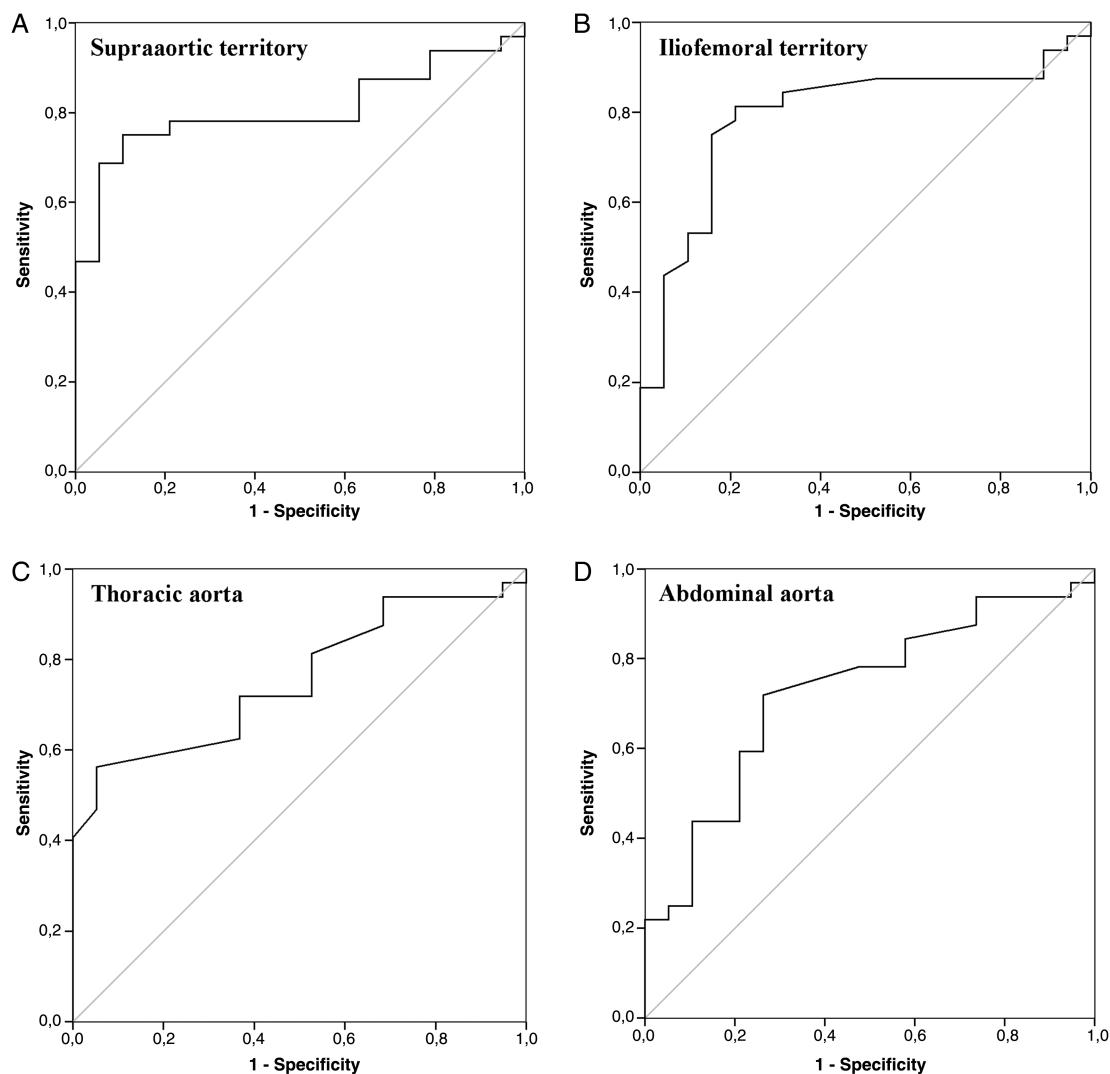 A
Supraaortic territory
1,0
0,8
0,6
0,4
0,2
0,0
Sensitivity
0,0 0,2 0,4 0,6 0,8 1,0
1 - Specificity
B
Iliofemoral territory
1,0
0,8
0,6
0,4
0,2
0,0
Sensitivity
0,0 0,2 0,4 0,6 0,8 1,0
1 - Specificity
C
Thoracic aorta
1,0
0,8
0,6
0,4
0,2
0,0
Sensitivity
0,0 0,2 0,4 0,6 0,8 1,0
1 - Specificity
D
Abdominal aorta
1,0
0,8
0,6
0,4
0,2
0,0
Sensitivity
0,0 0,2 0,4 0,6 0,8 1,0
1 - Specificity